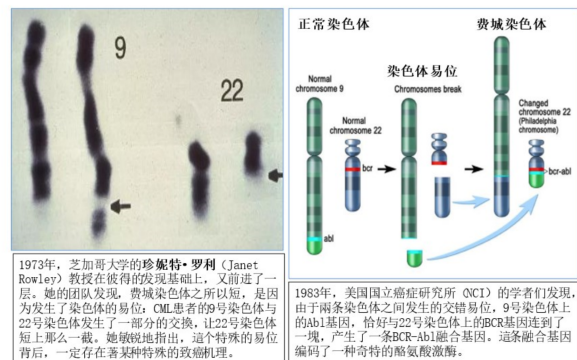 9
22
1973年，芝加哥大学的珍妮特•罗利（Janet
Rowley）教授在彼得的发现基础上，又前进了一
层。她的团队发现，费城染色体之所以短，是因
为发生了染色体的易位：CML患者的9号染色体与
22号染色体发生了一部分的交换，让22号染色体
短上那么一截。她敏锐地指出，这个特殊的易位
背后，一定存在着某种特殊的致癌机理。
正常染色体
费城染色体
染色体易位
Normal
chromosome 9
Normal
chromosome 22
Chromosomes break
Changed
chromosome 22
(Philadelphia
chromosome)
bcr
bcr-abl
abl
1983年，美国国立癌症研究所（NCI）的学者们发现，
由于兩条染色体之间发生的交错易位，9号染色体上
的Abl基因，恰好与22号染色体上的BCR基因连到了
一块，产生了一条BCR-Abl融合基因。這条融合基因
编码了一种奇特的酪氨酸激酶。